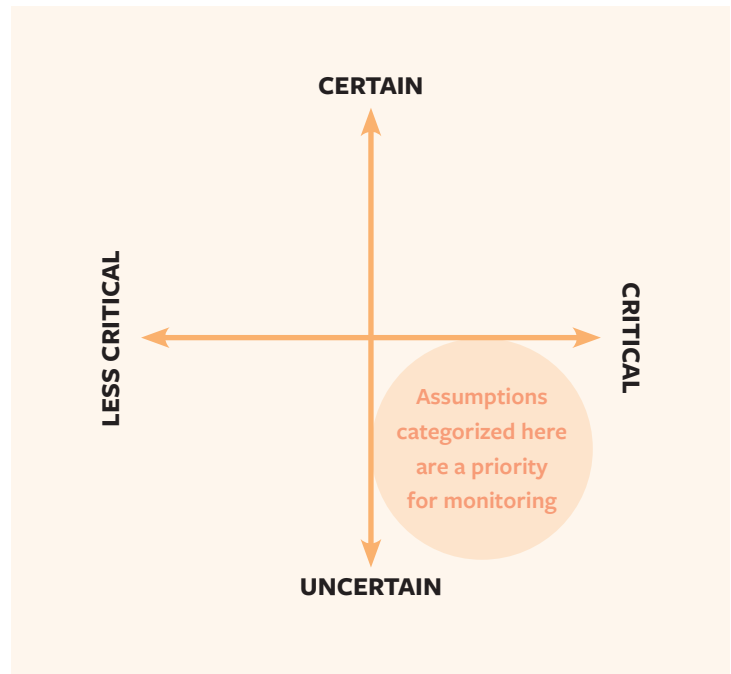 CERTAIN
LESS CRITICAL
CRITICAL
Assumptions
categorized here
are a priority
for monitoring
UNCERTAIN